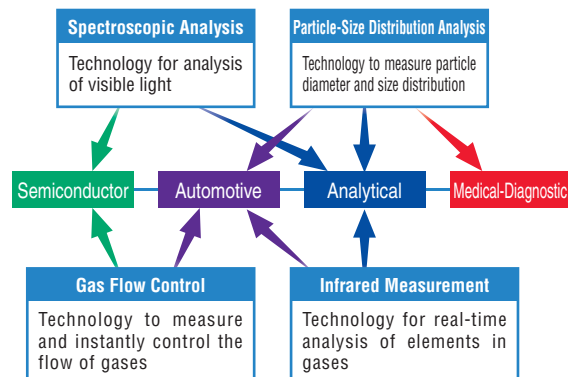 Spectroscopic Analysis
Technology for analysis
of visible light
Particle-Size Distribution Analysis
Technology to measure particle
diameter and size distribution
Semiconductor
Automotive
Analytical
Medical-Diagnostic
Gas Flow Control
Technology to measure
and instantly control the
flow of gases
Infrared Measurement
Technology for real-time
analysis of elements in
gases